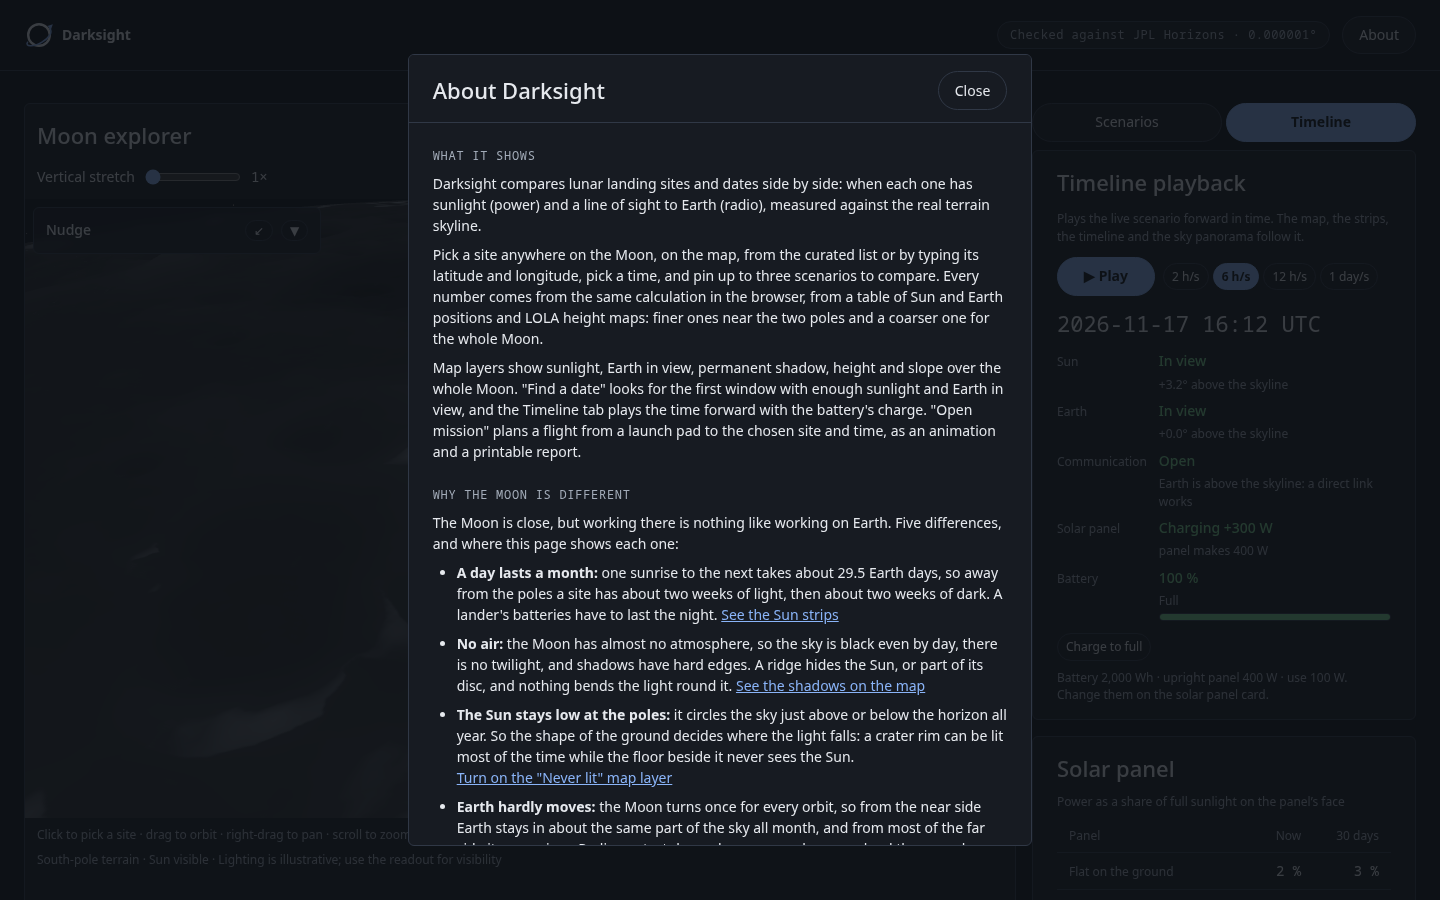 Darksight
Checked against JPL Horizons · 0.000001°
About
About Darksight
Close
WHAT IT SHOWS
Darksight compares lunar landing sites and dates side by side: when each one has
sunlight (power) and a line of sight to Earth (radio), measured against the real terrain
skyline.
Pick a site anywhere on the Moon, on the map, from the curated list or by typing its
latitude and longitude, pick a time, and pin up to three scenarios to compare. Every
number comes from the same calculation in the browser, from a table of Sun and Earth
positions and LOLA height maps: finer ones near the two poles and a coarser one for
the whole Moon.
Map layers show sunlight, Earth in view, permanent shadow, height and slope over the
whole Moon. "Find a date" looks for the first window with enough sunlight and Earth in
view, and the Timeline tab plays the time forward with the battery's charge. "Open
mission" plans a flight from a launch pad to the chosen site and time, as an animation
and a printable report.
WHY THE MOON IS DIFFERENT
The Moon is close, but working there is nothing like working on Earth. Five differences,
and where this page shows each one:
• A day lasts a month: one sunrise to the next takes about 29.5 Earth days, so away
from the poles a site has about two weeks of light, then about two weeks of dark. A
lander's batteries have to last the night. See the Sun strips
• No air: the Moon has almost no atmosphere, so the sky is black even by day, there
is no twilight, and shadows have hard edges. A ridge hides the Sun, or part of its
disc, and nothing bends the light round it. See the shadows on the map
• The Sun stays low at the poles: it circles the sky just above or below the horizon all
year. So the shape of the ground decides where the light falls: a crater rim can be lit
most of the time while the floor beside it never sees the Sun.
Turn on the "Never lit" map layer
• Earth hardly moves: the Moon turns once for every orbit, so from the near side
Earth stays in about the same part of the sky all month, and from most of the far
Moon explorer
Vertical stretch 1×
Nudge ↙ ▼
Click to pick a site · drag to orbit · right-drag to pan · scroll to zoom
South-pole terrain · Sun visible · Lighting is illustrative; use the readout for visibility
Scenarios Timeline
Timeline playback
Plays the live scenario forward in time. The map, the strips,
the timeline and the sky panorama follow it.
▶ Play 2 h/s 6 h/s 12 h/s 1 day/s
2026-11-17 16:12 UTC
Sun In view
+3.2° above the skyline
Earth In view
+0.0° above the skyline
Communication Open
Earth is above the skyline: a direct link
works
Solar panel Charging +300 W
panel makes 400 W
Battery 100 %
Full
Charge to full
Battery 2,000 Wh · upright panel 400 W · use 100 W.
Change them on the solar panel card.
Solar panel
Power as a share of full sunlight on the panel's face
Panel Now 30 days
Flat on the ground 2 % 3 %